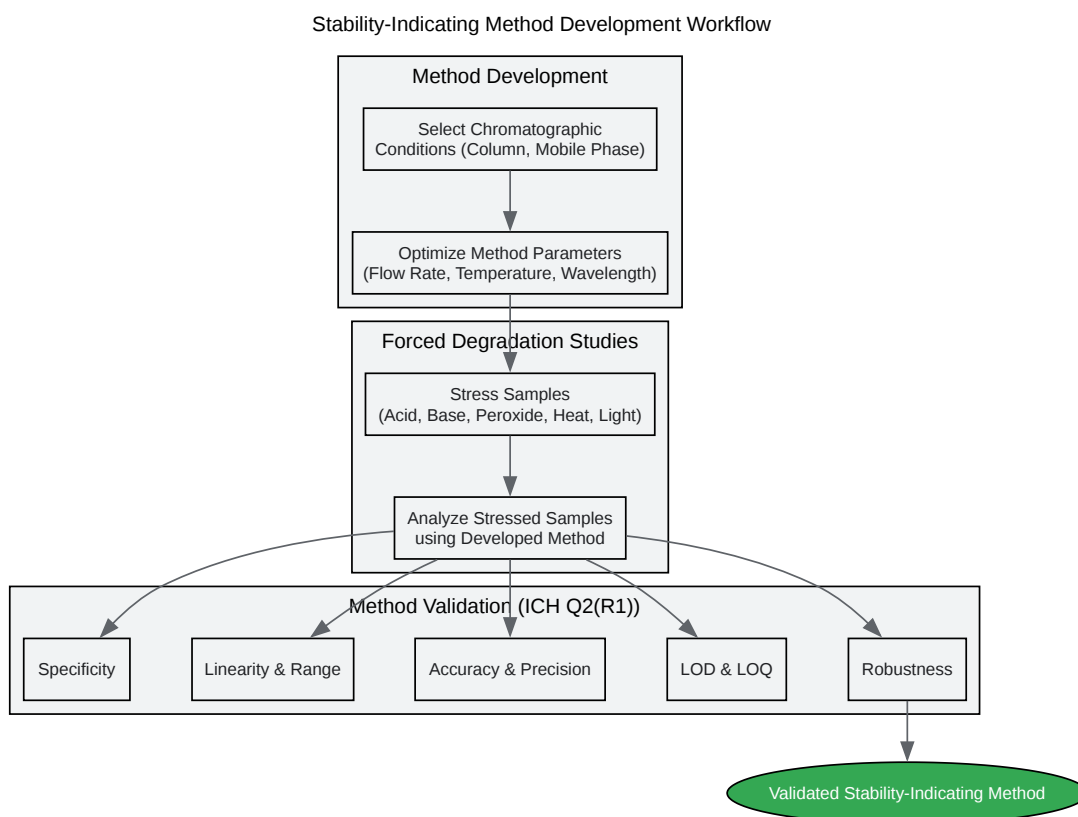 Stability-Indicating Method Development Workflow
Method Development
Select Chromatographic
Conditions (Column, Mobile Phase)
Optimize Method Parameters
(Flow Rate, Temperature, Wavelength)
Forced Degradation Studies
Stress Samples
(Acid, Base, Peroxide, Heat, Light)
Analyze Stressed Samples
using Developed Method
Method Validation (ICH Q2(R1))
Specificity
Linearity & Range
Accuracy & Precision
LOD & LOQ
Robustness
Validated Stability-Indicating Method